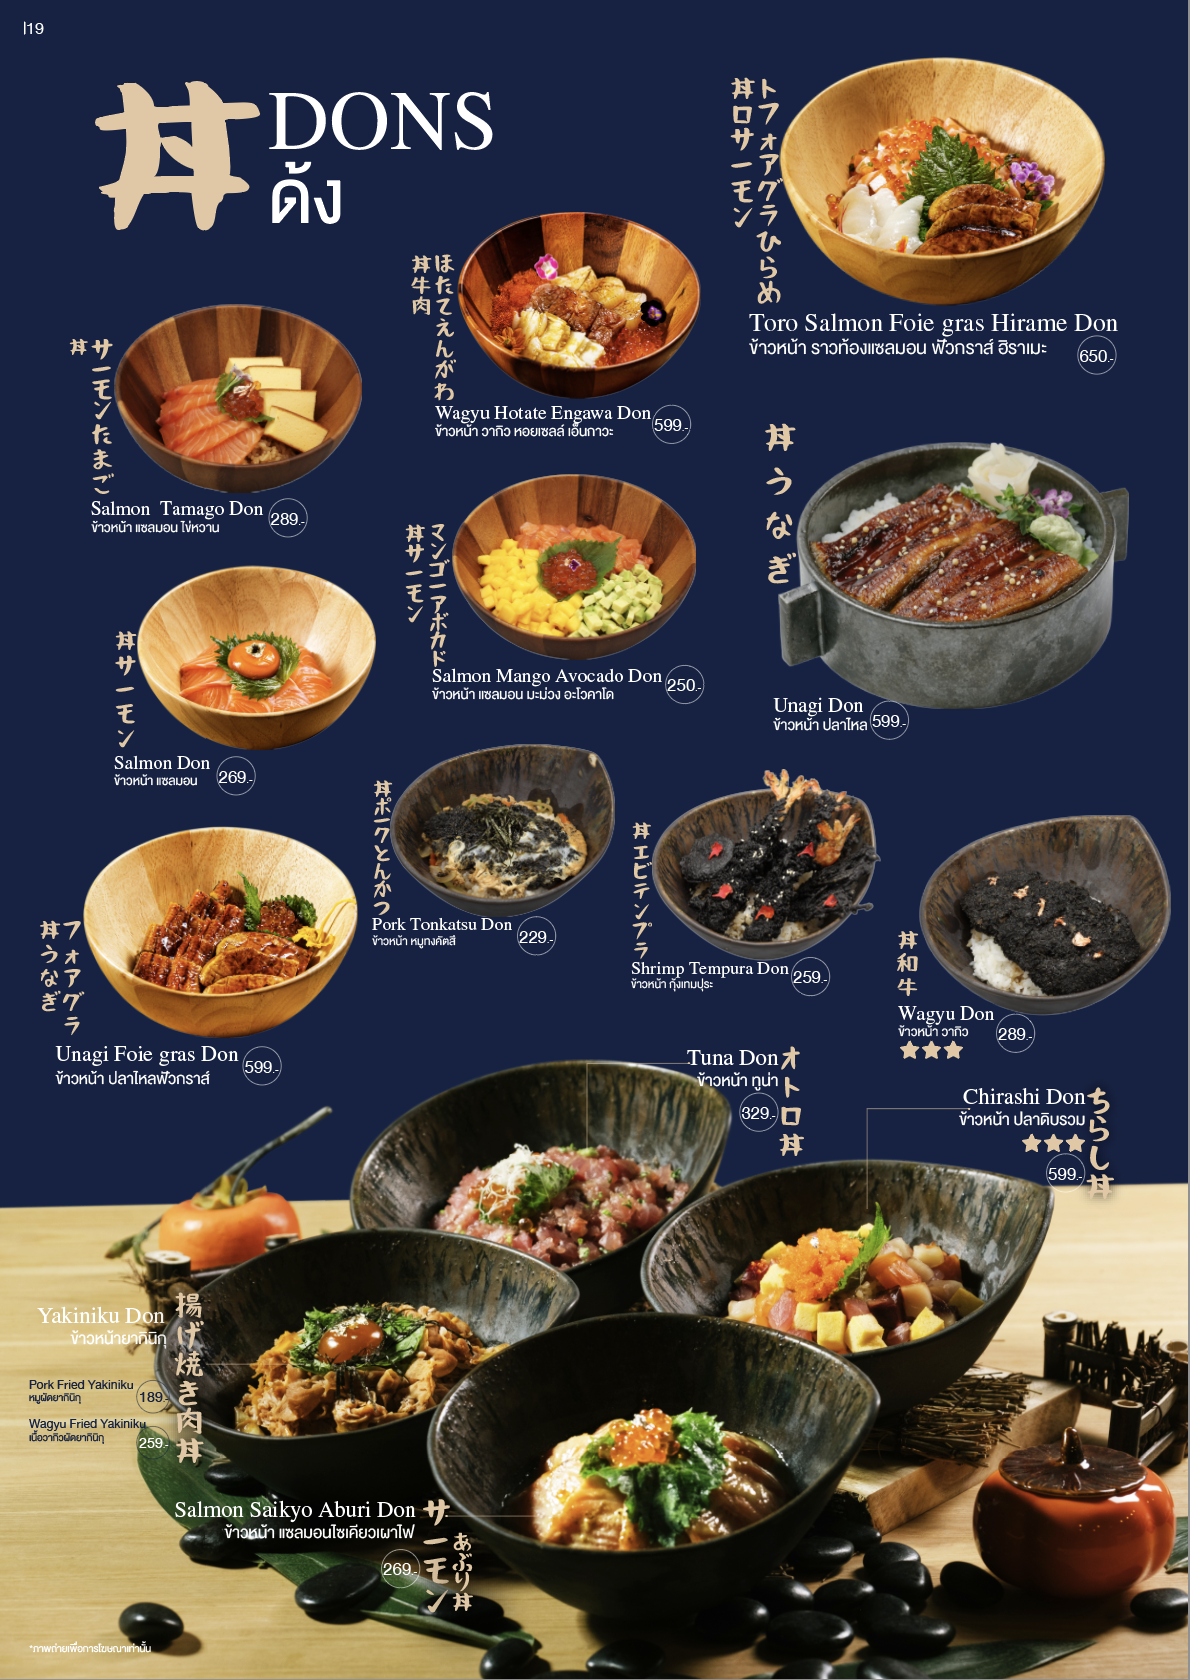 |19
丼
DONS
ด้ง
トフォアグラひらめ
丼ロサーモン
Toro Salmon Foie gras Hirame Don
ข้าวหน้า ราวท้องแซลมอน ฟัวกราส์ ฮิราเมะ
650.-
ほたてえんがわ
丼牛肉
Wagyu Hotate Engawa Don
ข้าวหน้า วากิว หอยเชลล์ เอ็นกาวะ
599.-
サーモンたまご
丼
Salmon Tamago Don
ข้าวหน้า แซลมอน ไข่หวาน
289.-
丼うなぎ
Unagi Don
ข้าวหน้า ปลาไหล
599.-
マンゴーアボカド
丼サーモン
Salmon Mango Avocado Don
ข้าวหน้า แซลมอน มะม่วง อะโวคาโด
250.-
丼サーモン
Salmon Don
ข้าวหน้า แซลมอน
269.-
丼ポークとんかつ
Pork Tonkatsu Don
ข้าวหน้า หมูทงคัตสึ
229.-
丼エビテンプラ
Shrimp Tempura Don
ข้าวหน้า กุ้งเทมปุระ
259.-
丼和牛
Wagyu Don
ข้าวหน้า วากิว
289.-
フォアグラ
丼うなぎ
Unagi Foie gras Don
ข้าวหน้า ปลาไหลฟัวกราส์
599.-
Tuna Don
ข้าวหน้า ทูน่า
329.-
オトロ丼
Chirashi Don
ข้าวหน้า ปลาดิบรวม
599.-
ちらし丼
Yakiniku Don
ข้าวหน้ายากินิกุ
揚げ焼き肉丼
Pork Fried Yakiniku
หมูผัดยากินิกุ
189.-
Wagyu Fried Yakiniku
เนื้อวากิวผัดยากินิกุ
259.-
Salmon Saikyo Aburi Don
ข้าวหน้า แซลมอนไซเคียวเผาไฟ
269.-
サーモン
あぶり丼
*ภาพถ่ายเพื่อการโฆษณาเท่านั้น